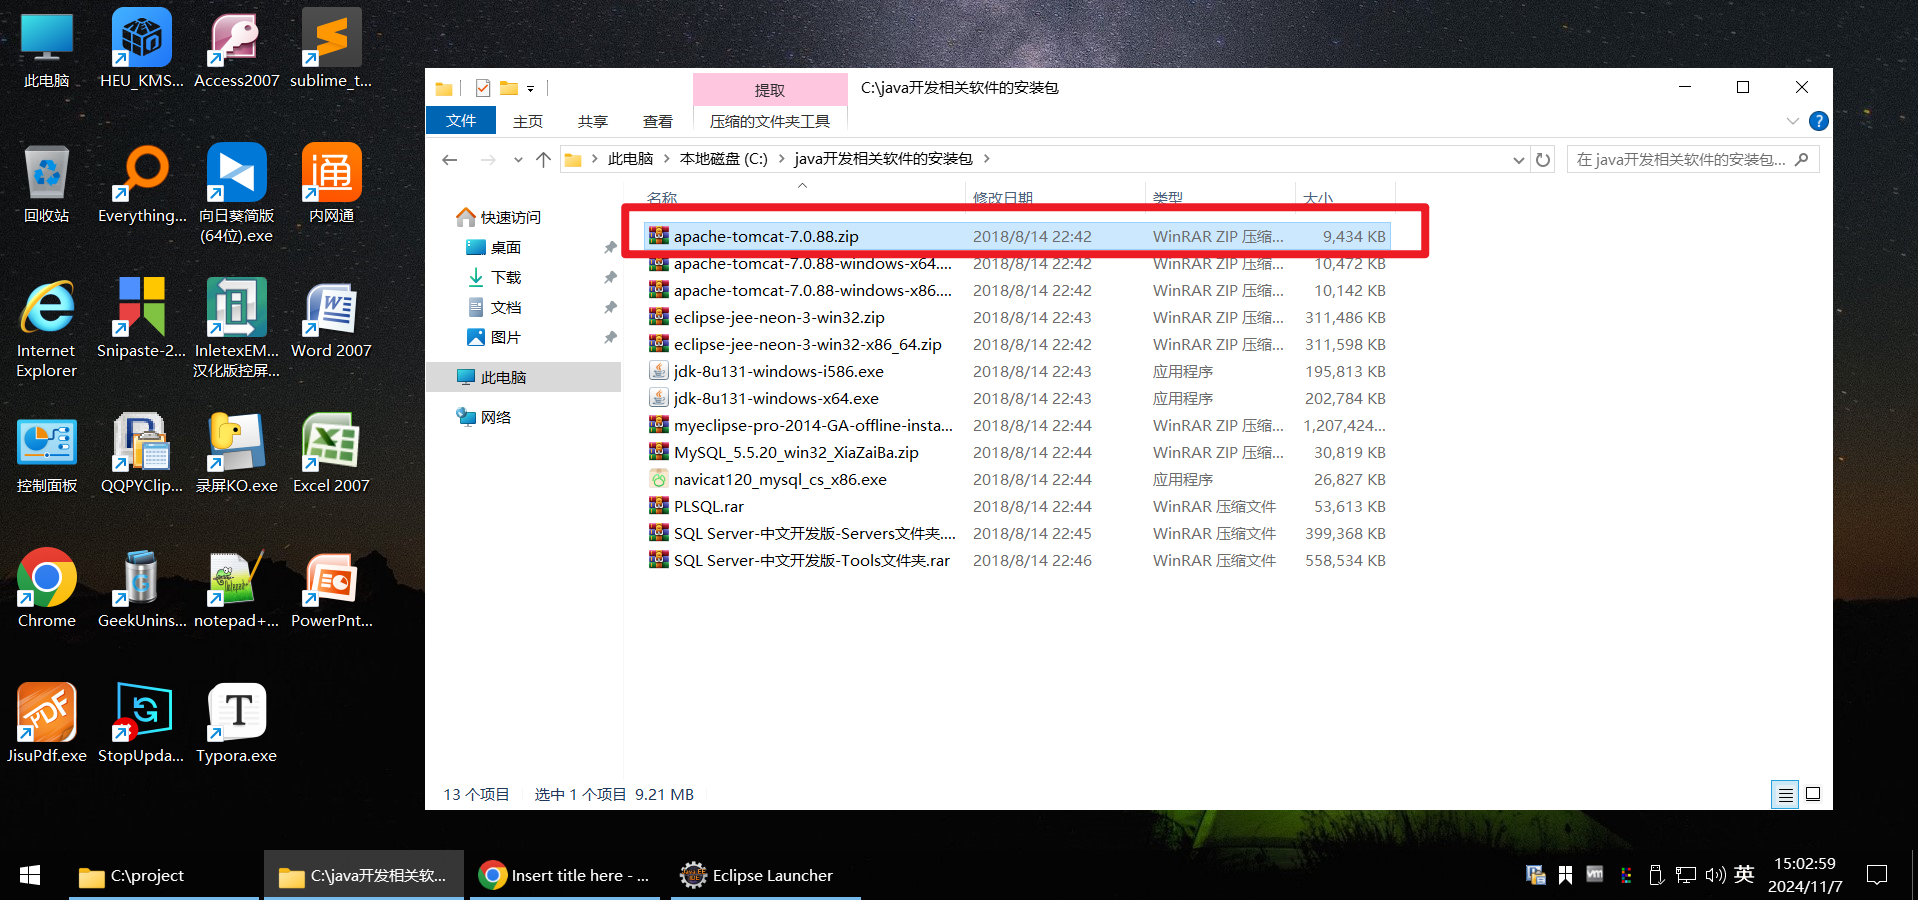 此电脑
HEU_KMS...
Access2007
sublime_t...
回收站
Everything...
向日葵简版
(64位).exe
内网通
Internet
Explorer
Snipaste-2...
InletexEM...
汉化版控屏...
Word 2007
控制面板
QQPYClip...
录屏KO.exe
Excel 2007
Chrome
GeekUnins...
notepad+...
PowerPnt...
JisuPdf.exe
StopUpda...
Typora.exe
提取
C:\java开发相关软件的安装包
文件
主页
共享
查看
压缩的文件夹工具
此电脑
本地磁盘 (C:)
java开发相关软件的安装包
在 java开发相关软件的安装包...
快速访问
桌面
下载
文档
图片
此电脑
网络
名称 修改日期 类型 大小
apache-tomcat-7.0.88.zip 2018/8/14 22:42 WinRAR ZIP 压缩... 9,434 KB
apache-tomcat-7.0.88-windows-x64.... 2018/8/14 22:42 WinRAR ZIP 压缩... 10,472 KB
apache-tomcat-7.0.88-windows-x86.... 2018/8/14 22:42 WinRAR ZIP 压缩... 10,142 KB
eclipse-jee-neon-3-win32.zip 2018/8/14 22:43 WinRAR ZIP 压缩... 311,486 KB
eclipse-jee-neon-3-win32-x86_64.zip 2018/8/14 22:42 WinRAR ZIP 压缩... 311,598 KB
jdk-8u131-windows-i586.exe 2018/8/14 22:43 应用程序 195,813 KB
jdk-8u131-windows-x64.exe 2018/8/14 22:43 应用程序 202,784 KB
myeclipse-pro-2014-GA-offline-insta... 2018/8/14 22:44 WinRAR ZIP 压缩... 1,207,424...
MySQL_5.5.20_win32_XiaZaiBa.zip 2018/8/14 22:44 WinRAR ZIP 压缩... 30,819 KB
navicat120_mysql_cs_x86.exe 2018/8/14 22:44 应用程序 26,827 KB
PLSQL.rar 2018/8/14 22:44 WinRAR 压缩文件 53,613 KB
SQL Server-中文开发版-Servers文件夹.... 2018/8/14 22:45 WinRAR 压缩文件 399,368 KB
SQL Server-中文开发版-Tools文件夹.rar 2018/8/14 22:46 WinRAR 压缩文件 558,534 KB
13 个项目 选中 1 个项目 9.21 MB
C:\project
C:\java开发相关软...
Insert title here - ...
Eclipse Launcher
英
15:02:59
2024/11/7